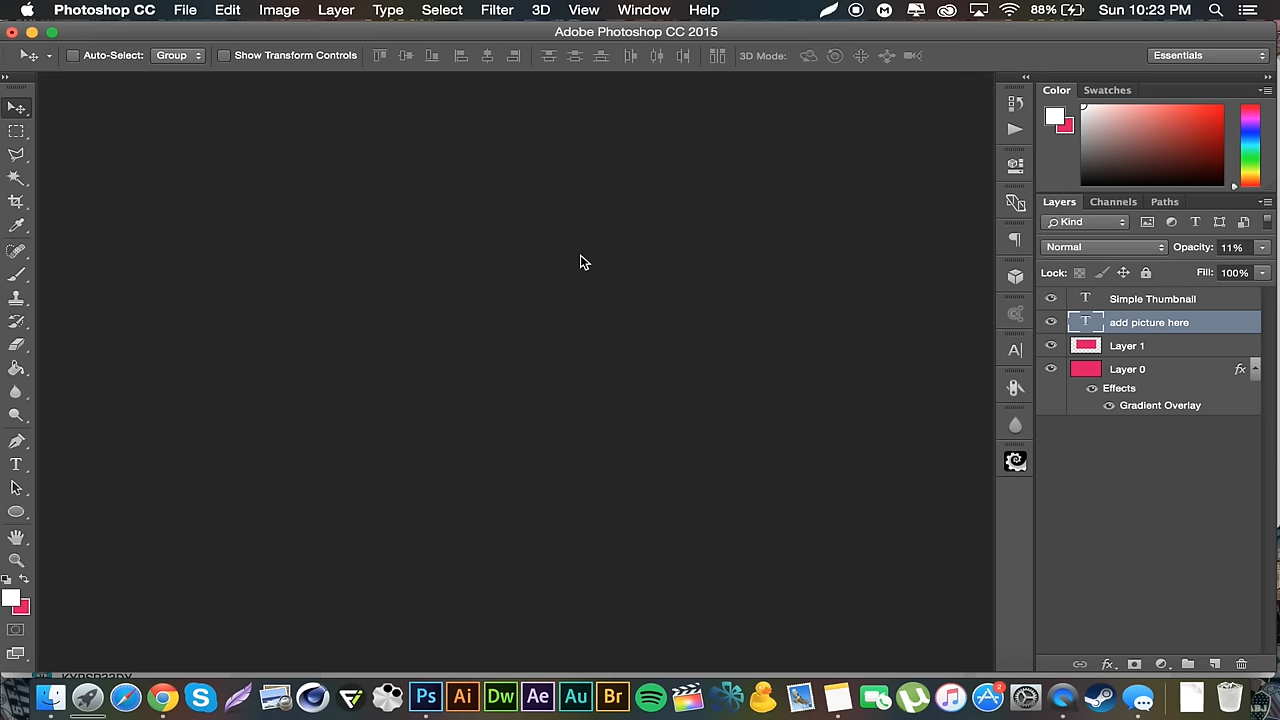 Photoshop CC File Edit Image Layer Type Select Filter 3D View Window Help 88% Sun 10:23 PM
Adobe Photoshop CC 2015
Auto-Select: Group Show Transform Controls 3D Mode: Essentials
Color Swatches
Layers Channels Paths
Kind
Normal Opacity: 11%
Lock: Fill: 100%
T Simple Thumbnail
T add picture here
Layer 1
Layer 0 fx
Effects
Gradient Overlay
Ps Ai Dw Ae Au Br 2